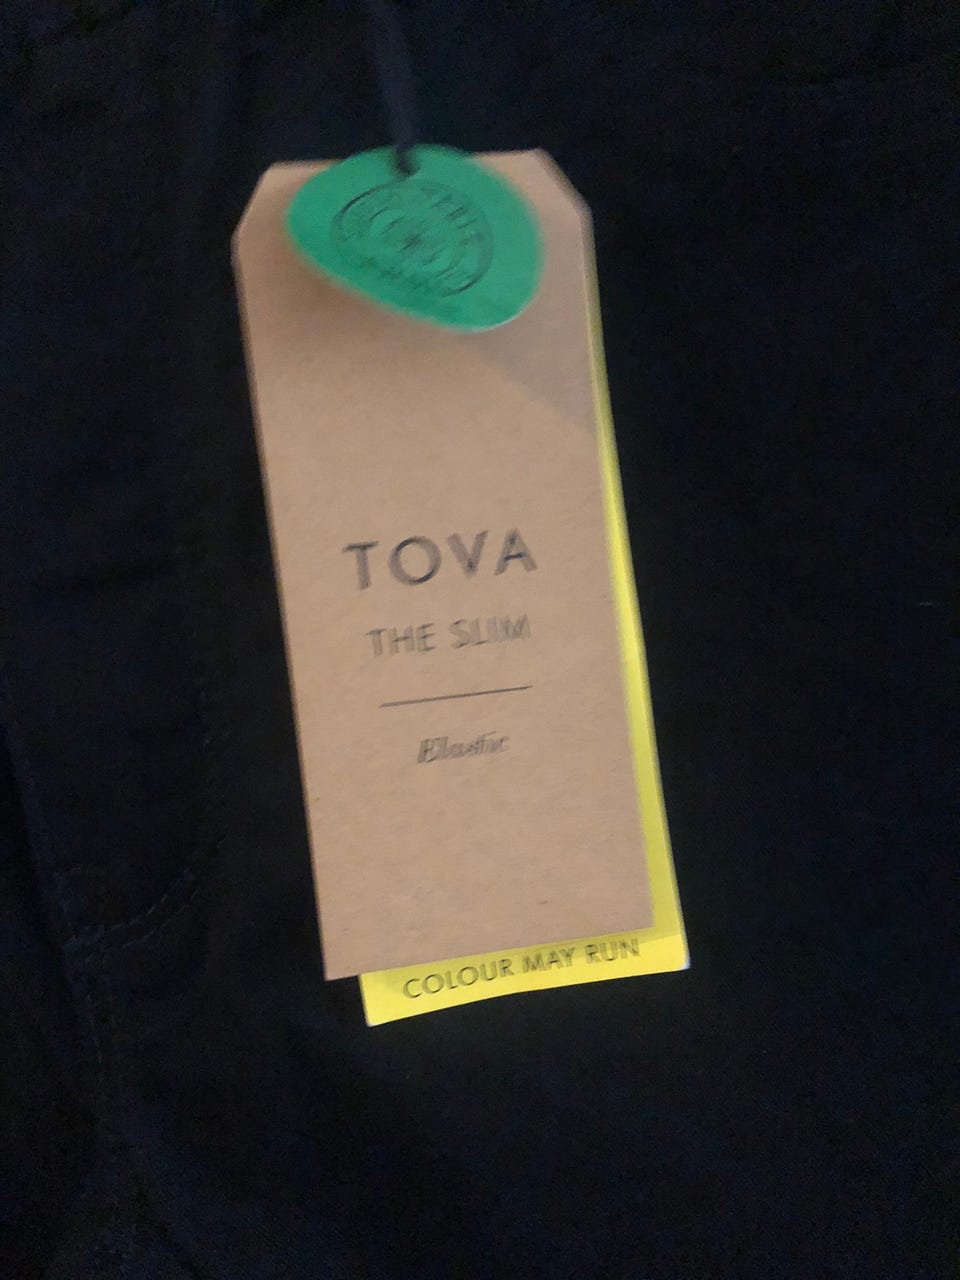 TOVA
THE SLIM
Elastic
COLOUR MAY RUN